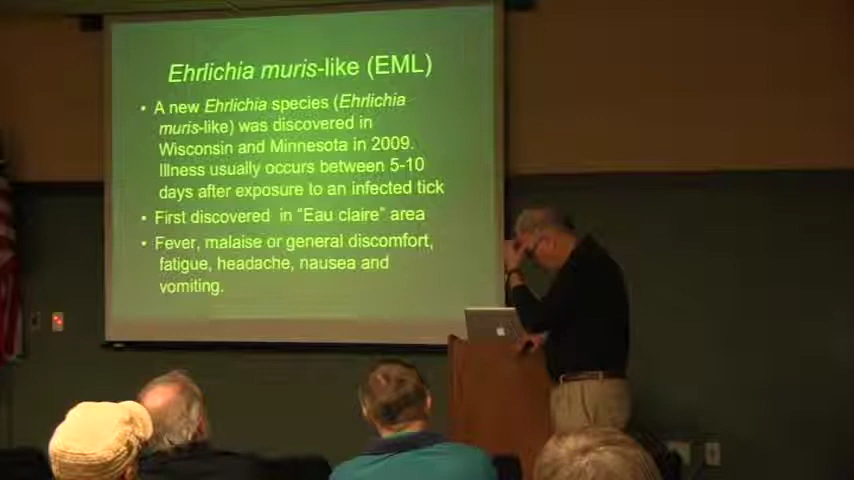 Ehrlichia muris-like (EML)
• A new Ehrlichia species (Ehrlichia
muris-like) was discovered in
Wisconsin and Minnesota in 2009.
Illness usually occurs between 5-10
days after exposure to an infected tick
• First discovered in "Eau claire" area
• Fever, malaise or general discomfort,
fatigue, headache, nausea and
vomiting.